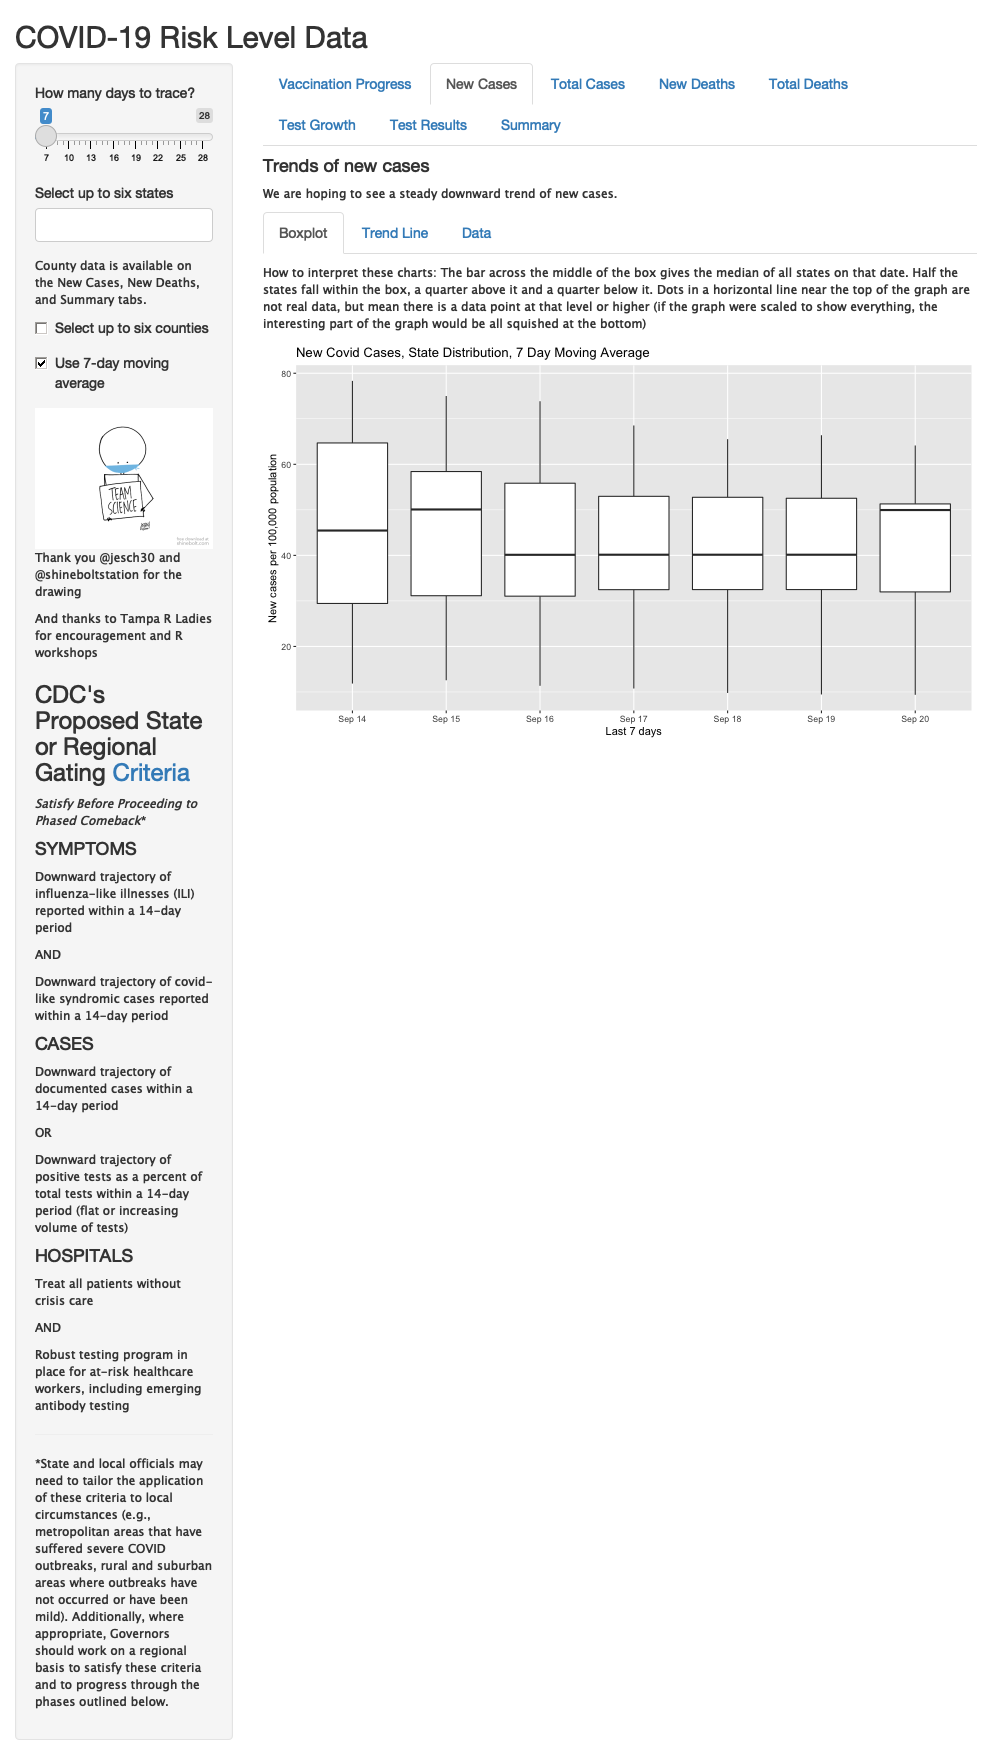 COVID-19 Risk Level Data
How many days to trace?
7
28
7 10 13 16 19 22 25 28
Select up to six states
County data is available on
the New Cases, New Deaths,
and Summary tabs.
Select up to six counties
Use 7-day moving
average
TEAM
SCIENCE
free download at
shinebolt.com
Thank you @jesch30 and
@shineboltstation for the
drawing
And thanks to Tampa R Ladies
for encouragement and R
workshops
CDC's
Proposed State
or Regional
Gating Criteria
Satisfy Before Proceeding to
Phased Comeback*
SYMPTOMS
Downward trajectory of
influenza-like illnesses (ILI)
reported within a 14-day
period
AND
Downward trajectory of covid-
like syndromic cases reported
within a 14-day period
CASES
Downward trajectory of
documented cases within a
14-day period
OR
Downward trajectory of
positive tests as a percent of
total tests within a 14-day
period (flat or increasing
volume of tests)
HOSPITALS
Treat all patients without
crisis care
AND
Robust testing program in
place for at-risk healthcare
workers, including emerging
antibody testing
*State and local officials may
need to tailor the application
of these criteria to local
circumstances (e.g.,
metropolitan areas that have
suffered severe COVID
outbreaks, rural and suburban
areas where outbreaks have
not occurred or have been
mild). Additionally, where
appropriate, Governors
should work on a regional
basis to satisfy these criteria
and to progress through the
phases outlined below.
Vaccination Progress New Cases Total Cases New Deaths Total Deaths
Test Growth Test Results Summary
Trends of new cases
We are hoping to see a steady downward trend of new cases.
Boxplot Trend Line Data
How to interpret these charts: The bar across the middle of the box gives the median of all states on that date. Half the
states fall within the box, a quarter above it and a quarter below it. Dots in a horizontal line near the top of the graph are
not real data, but mean there is a data point at that level or higher (if the graph were scaled to show everything, the
interesting part of the graph would be all squished at the bottom)
New Covid Cases, State Distribution, 7 Day Moving Average
New cases per 100,000 population
80
60
40
20
Sep 14 Sep 15 Sep 16 Sep 17 Sep 18 Sep 19 Sep 20
Last 7 days